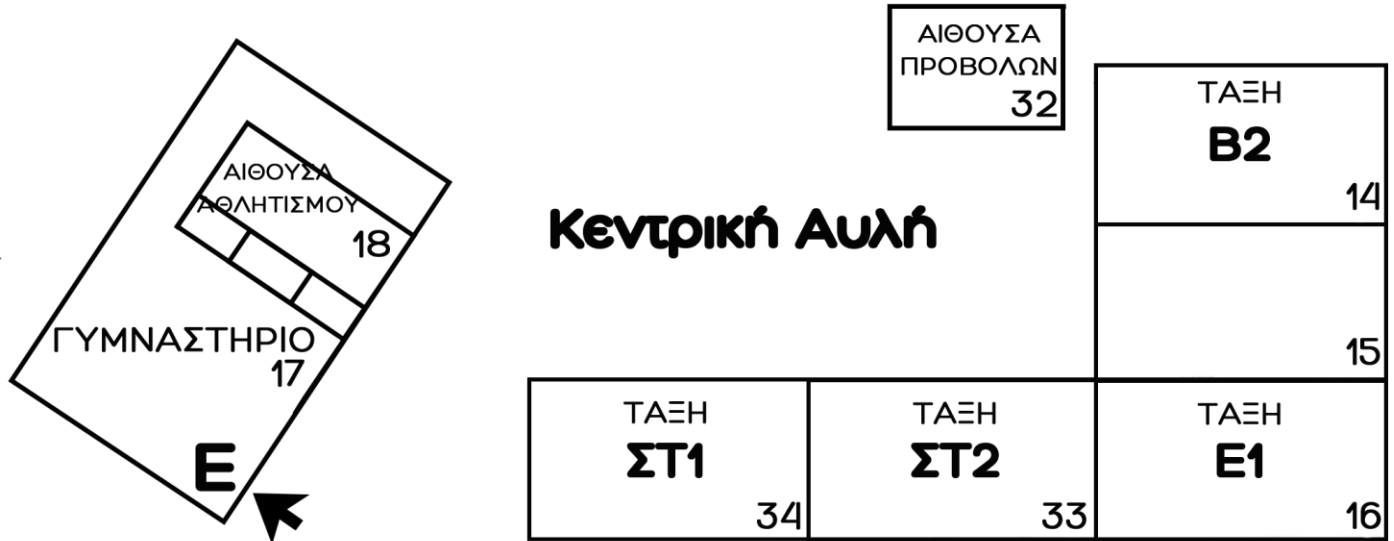 ΑΙΘΟΥΣΑ
ΠΡΟΒΟΛΩΝ
32
ΤΑΞΗ
Β2
14
ΑΙΘΟΥΣΑ
ΑΘΛΗΤΙΣΜΟΥ
18
Κεντρική Αυλή
ΓΥΜΝΑΣΤΗΡΙΟ
17
15
Ε
ΤΑΞΗ
ΣΤ1
34
ΤΑΞΗ
ΣΤ2
33
ΤΑΞΗ
Ε1
16